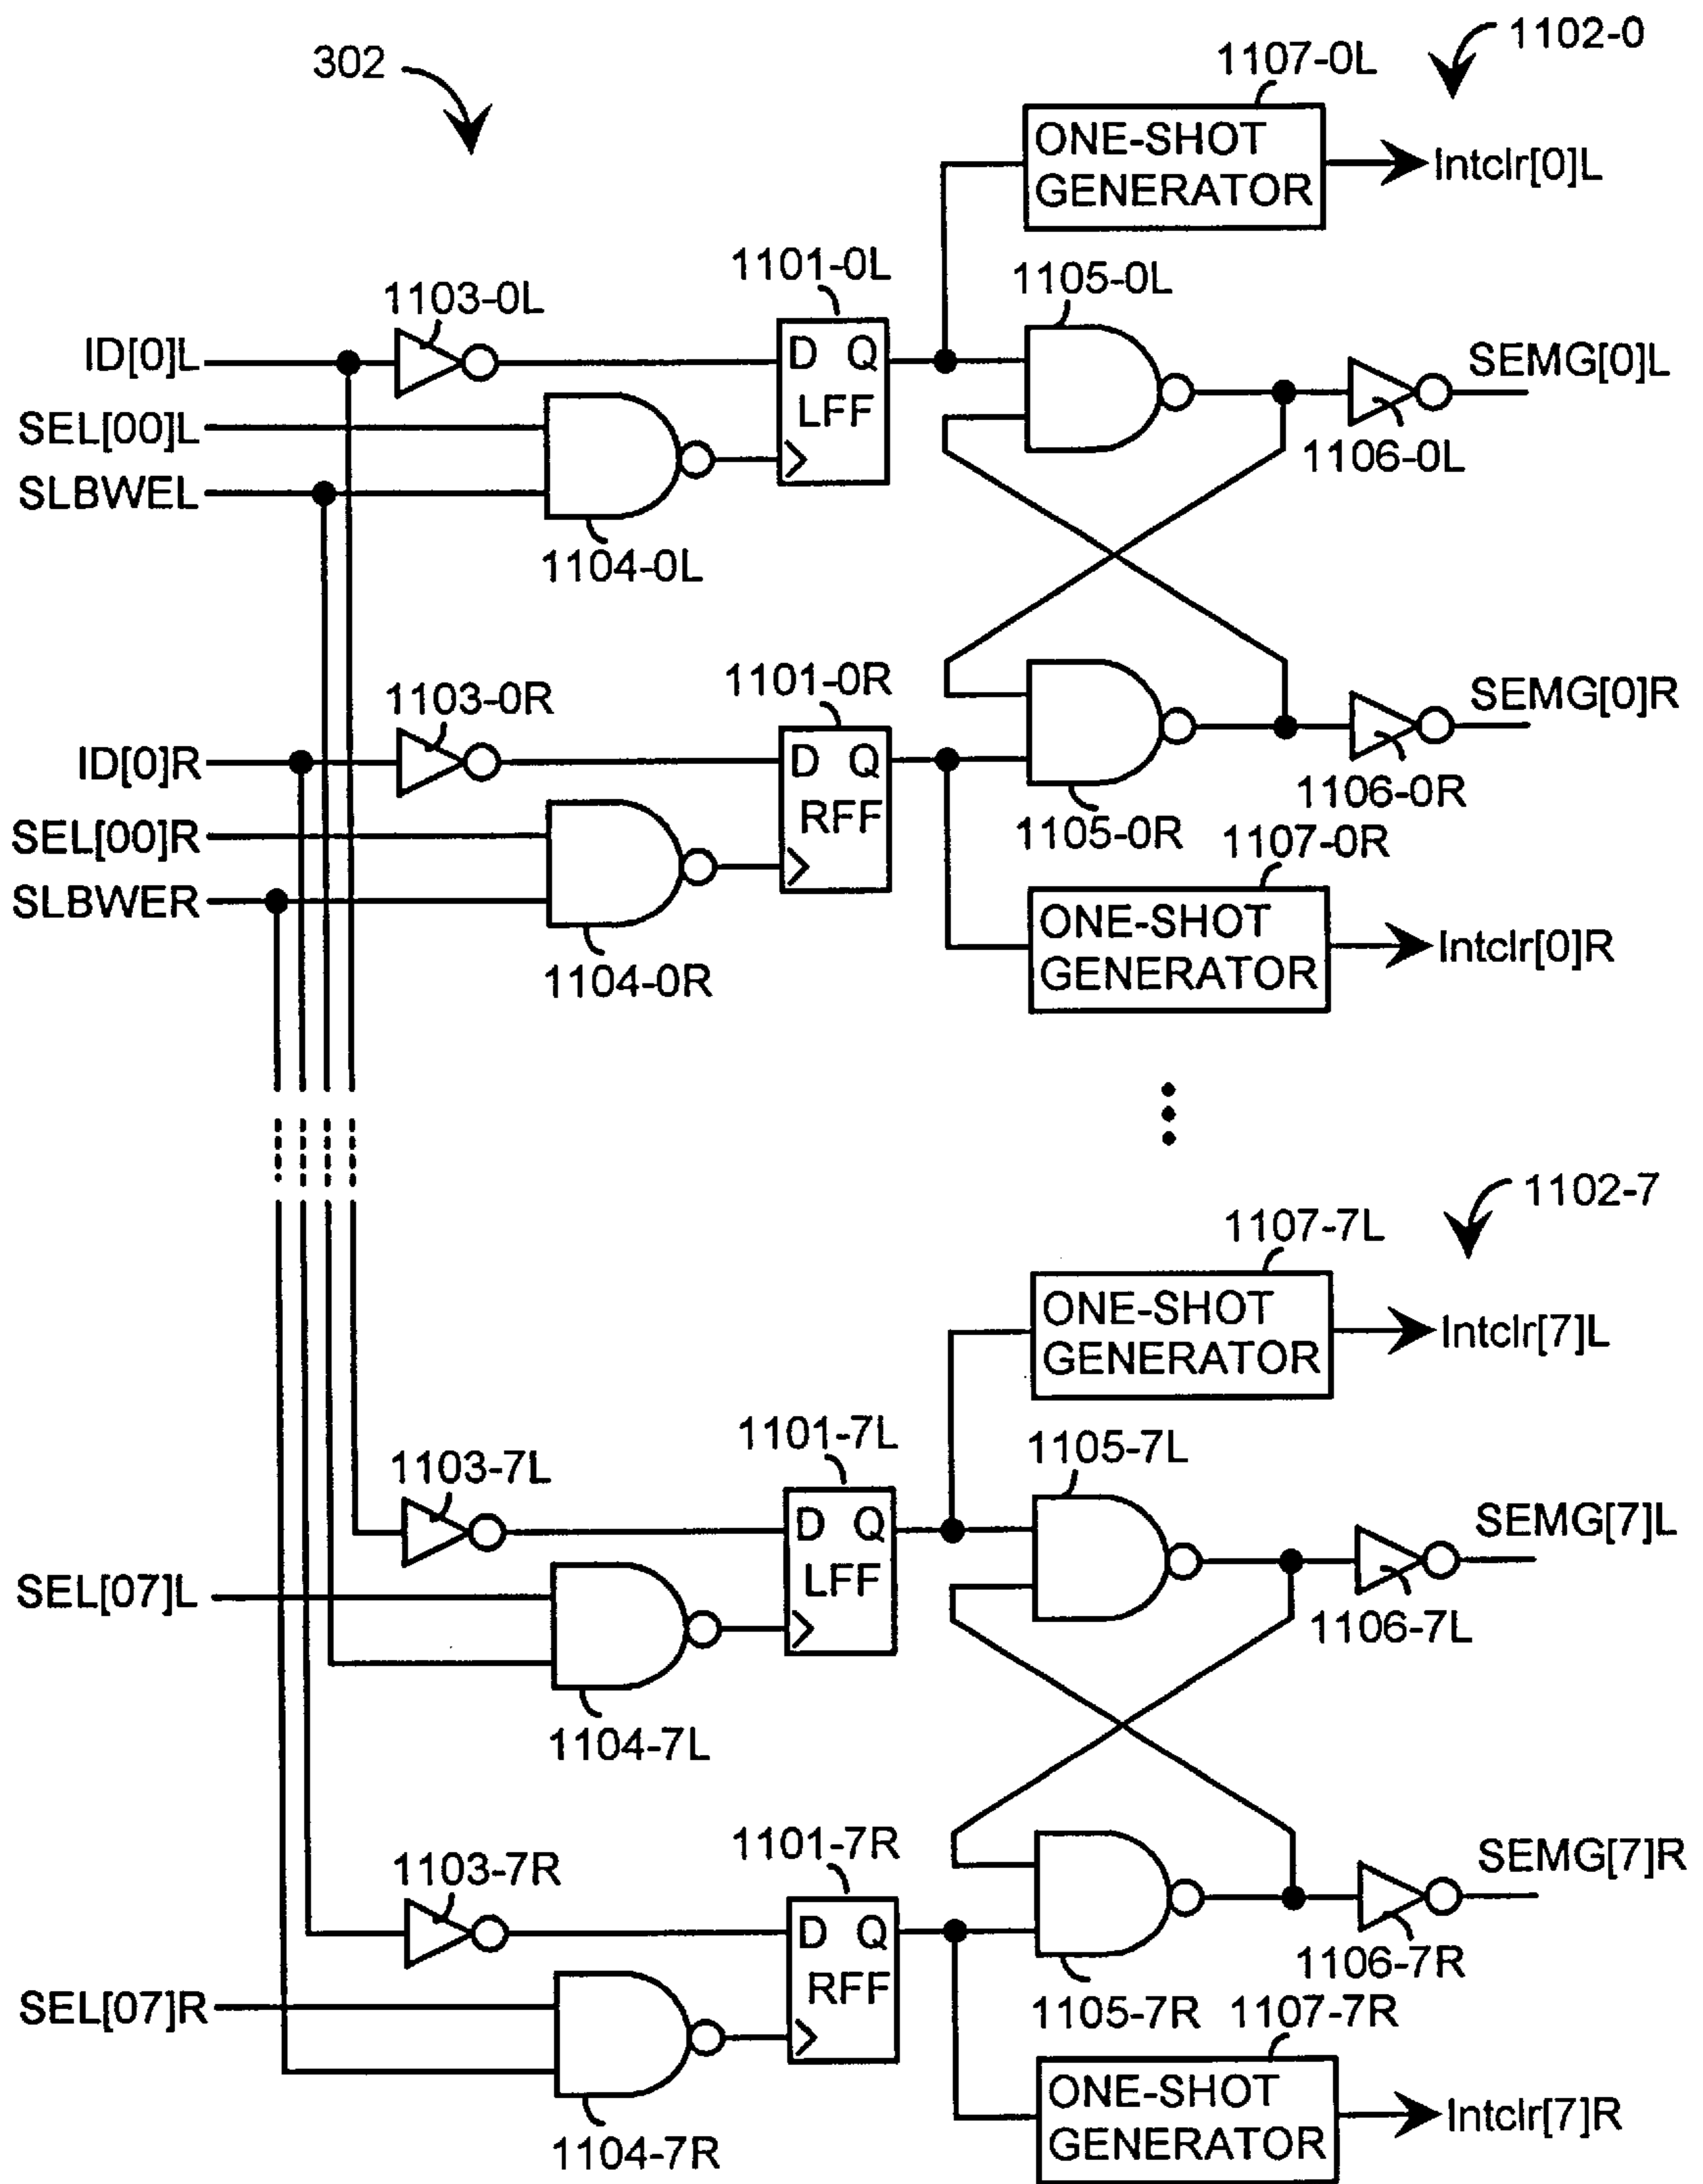 302
1107-0L
1102-0
ONE-SHOT
GENERATOR
Intclr[0]L
1103-0L
1101-0L
1105-0L
ID[0]L
D Q
LFF
SEMG[0]L
SEL[00]L
SLBWEL
1106-0L
1104-0L
1103-0R
1101-0R
SEMG[0]R
ID[0]R
D Q
RFF
1106-0R
SEL[00]R
1105-0R
1107-0R
SLBWER
ONE-SHOT
GENERATOR
Intclr[0]R
1104-0R
1102-7
1107-7L
ONE-SHOT
GENERATOR
Intclr[7]L
1103-7L
1101-7L
1105-7L
D Q
LFF
SEMG[7]L
SEL[07]L
1106-7L
1104-7L
1103-7R
1101-7R
SEMG[7]R
D Q
RFF
1106-7R
SEL[07]R
1105-7R
1107-7R
ONE-SHOT
GENERATOR
Intclr[7]R
1104-7R